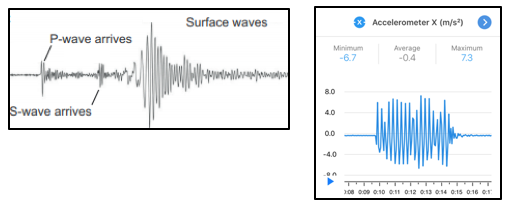 Surface waves
P-wave arrives
S-wave arrives
Accelerometer X (m/s²)
Minimum Average Maximum
-6.7 -0.4 7.3
8.0
4.0
0.0
-4.0
-8.0
0:08 0:09 0:10 0:11 0:12 0:13 0:14 0:15 0:16 0:17